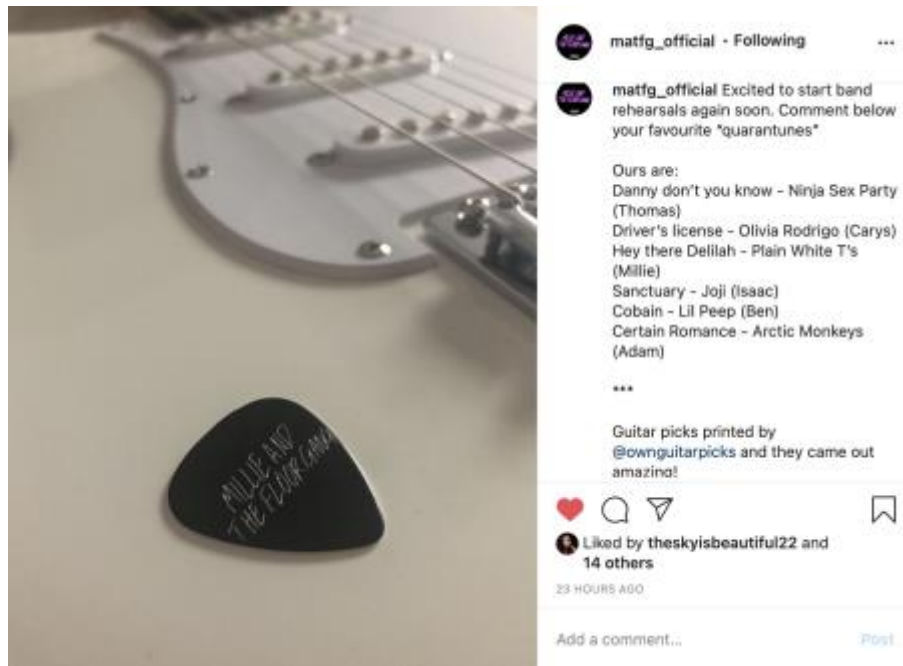 MILLIE AND
THE FLOOR GANG
matfg_official • Following
matfg_official Excited to start band
rehearsals again soon. Comment below
your favourite "quarantunes"
Ours are:
Danny don't you know - Ninja Sex Party
(Thomas)
Driver's license - Olivia Rodrigo (Carys)
Hey there Delilah - Plain White T's
(Millie)
Sanctuary - Joji (Isaac)
Cobain - Lil Peep (Ben)
Certain Romance - Arctic Monkeys
(Adam)
***
Guitar picks printed by
@ownguitarpicks and they came out
amazing!
Liked by theskyisbeautiful22 and
14 others
23 HOURS AGO
Add a comment...
Post